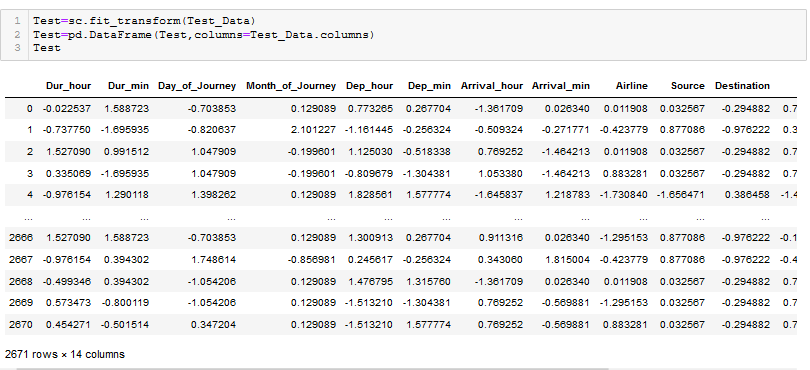 1 Test=sc.fit_transform(Test_Data)
2 Test=pd.DataFrame(Test,columns=Test_Data.columns)
3 Test
Dur_hour Dur_min Day_of_Journey Month_of_Journey Dep_hour Dep_min Arrival_hour Arrival_min Airline Source Destination
0 -0.022537 1.588723 -0.703853 0.129089 0.773265 0.267704 -1.361709 0.026340 0.011908 0.032567 -0.294882 0.7
1 -0.737750 -1.695935 -0.820637 2.101227 -1.161445 -0.256324 -0.509324 -0.271771 -0.423779 0.877086 -0.976222 0.3
2 1.527090 0.991512 1.047909 -0.199601 1.125030 -0.518338 0.769252 -1.464213 0.011908 0.032567 -0.294882 0.7
3 0.335069 -1.695935 1.047909 -0.199601 -0.809679 -1.304381 1.053380 -1.464213 0.883281 0.032567 -0.294882 0.7
4 -0.976154 1.290118 1.398262 0.129089 1.828561 1.577774 -1.645837 1.218783 -1.730840 -1.656471 0.386458 -1.4
... ... ... ... ... ... ... ... ... ... ... ...
2666 1.527090 1.588723 -0.703853 0.129089 1.300913 0.267704 0.911316 0.026340 -1.295153 0.877086 -0.976222 -0.1
2667 -0.976154 0.394302 1.748614 -0.856981 0.245617 -0.256324 0.343060 1.815004 -0.423779 0.877086 -0.976222 -0.4
2668 -0.499346 0.394302 -1.054206 0.129089 1.476795 1.315760 -1.361709 0.026340 0.011908 0.032567 -0.294882 0.7
2669 0.573473 -0.800119 -1.054206 0.129089 -1.513210 -1.304381 0.769252 -0.569881 -1.295153 0.032567 -0.294882 0.7
2670 0.454271 -0.501514 0.347204 0.129089 -1.513210 1.577774 0.769252 -0.569881 0.883281 0.032567 -0.294882 0.7
2671 rows × 14 columns